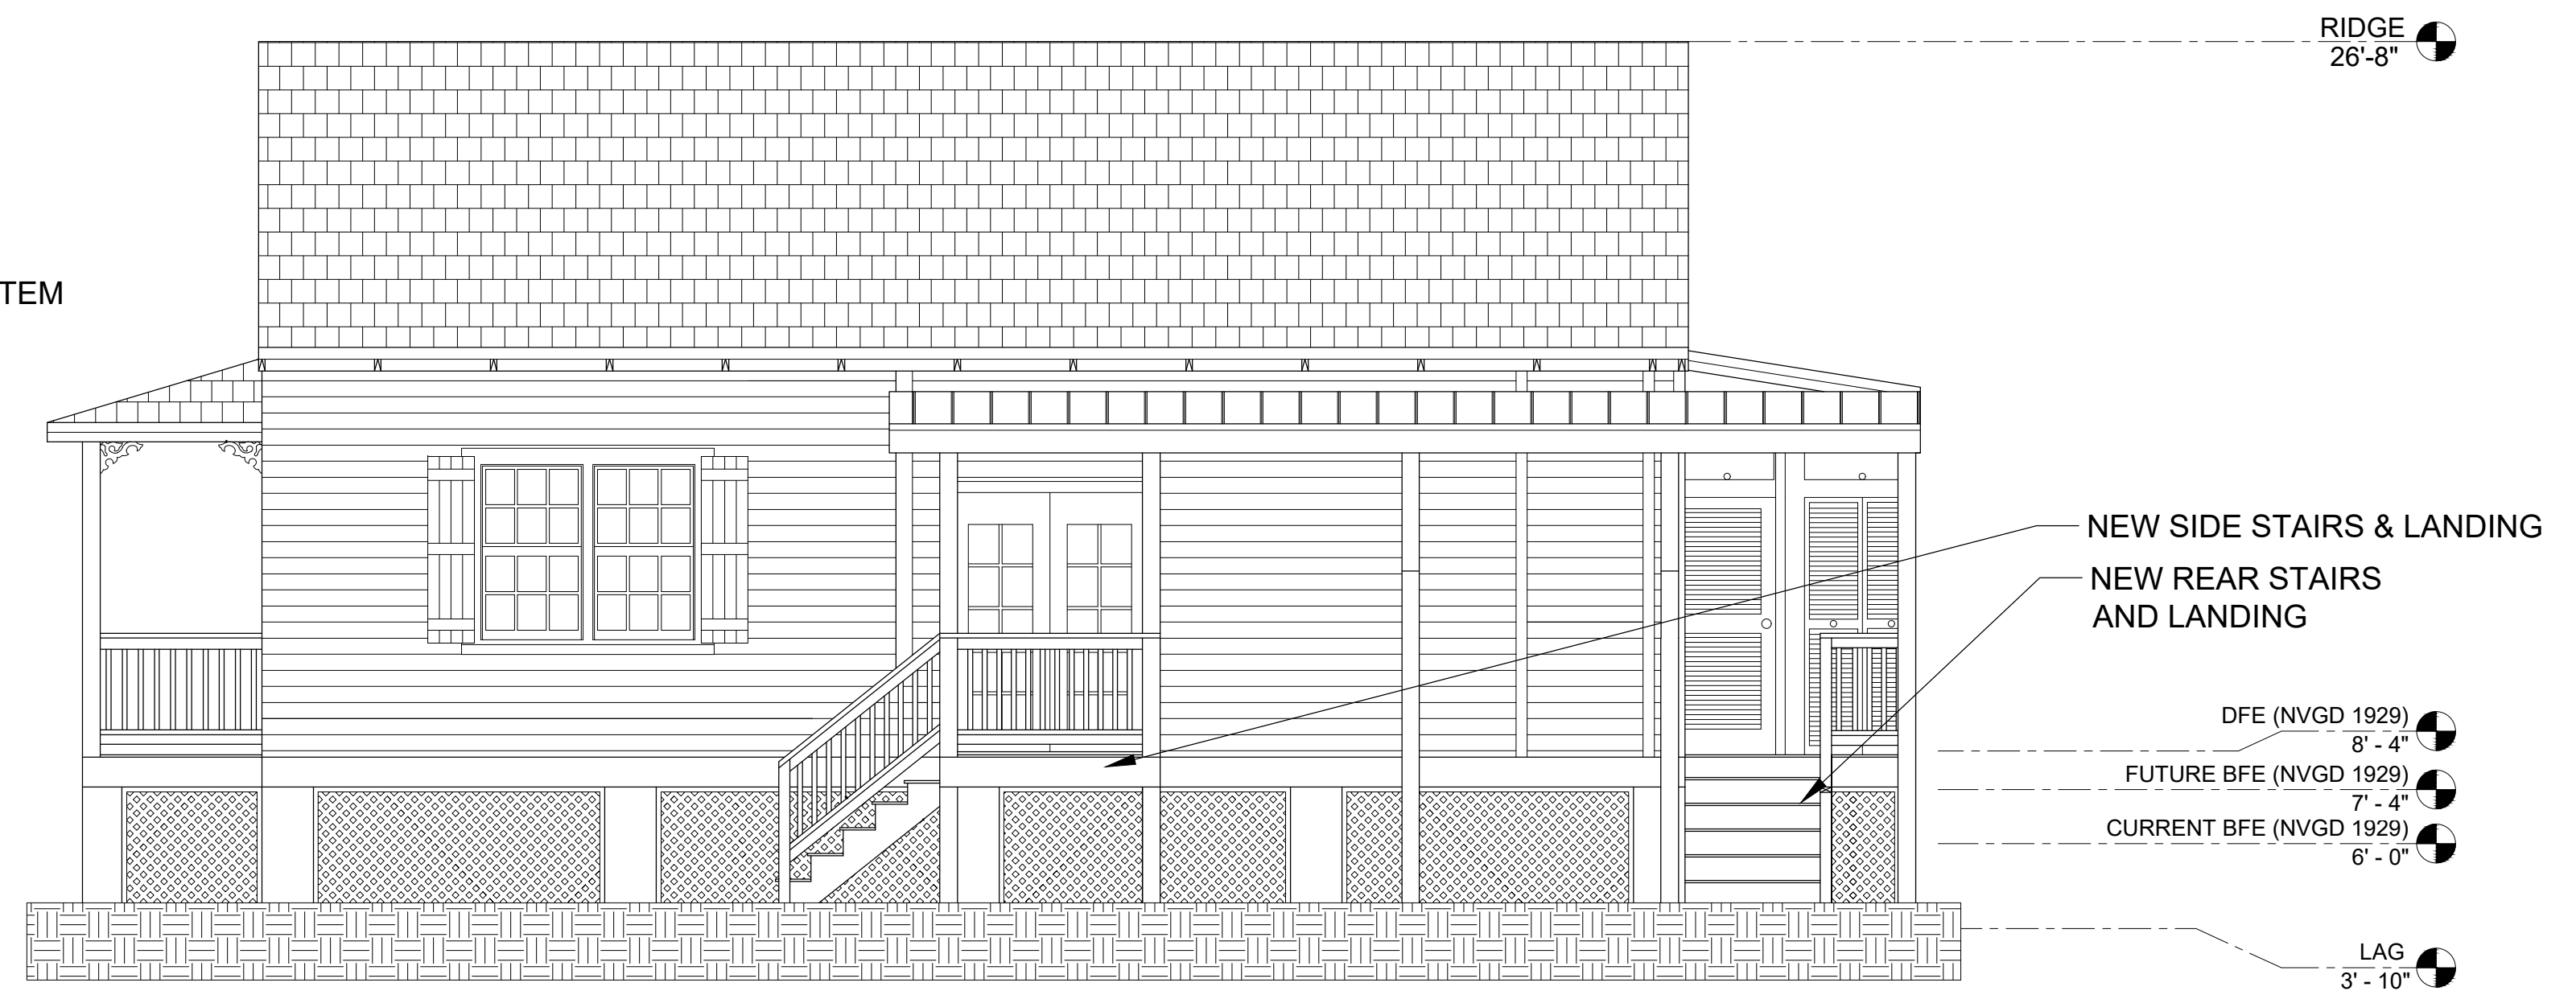 RIDGE
26'-8"
TEM
NEW SIDE STAIRS & LANDING
NEW REAR STAIRS
AND LANDING
DFE (NVGD 1929)
8' - 4"
FUTURE BFE (NVGD 1929)
7' - 4"
CURRENT BFE (NVGD 1929)
6' - 0"
LAG
3' - 10"